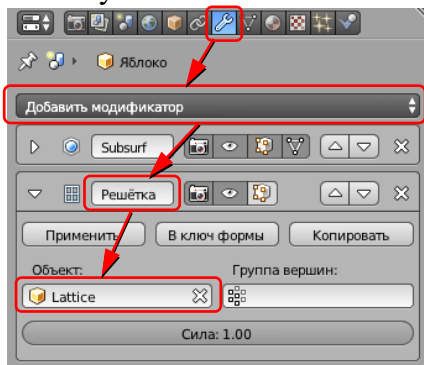 Яблоко
Добавить модификатор
Subsurf
Решётка
Применить В ключ формы Копировать
Объект: Группа вершин:
Lattice
Сила: 1.00